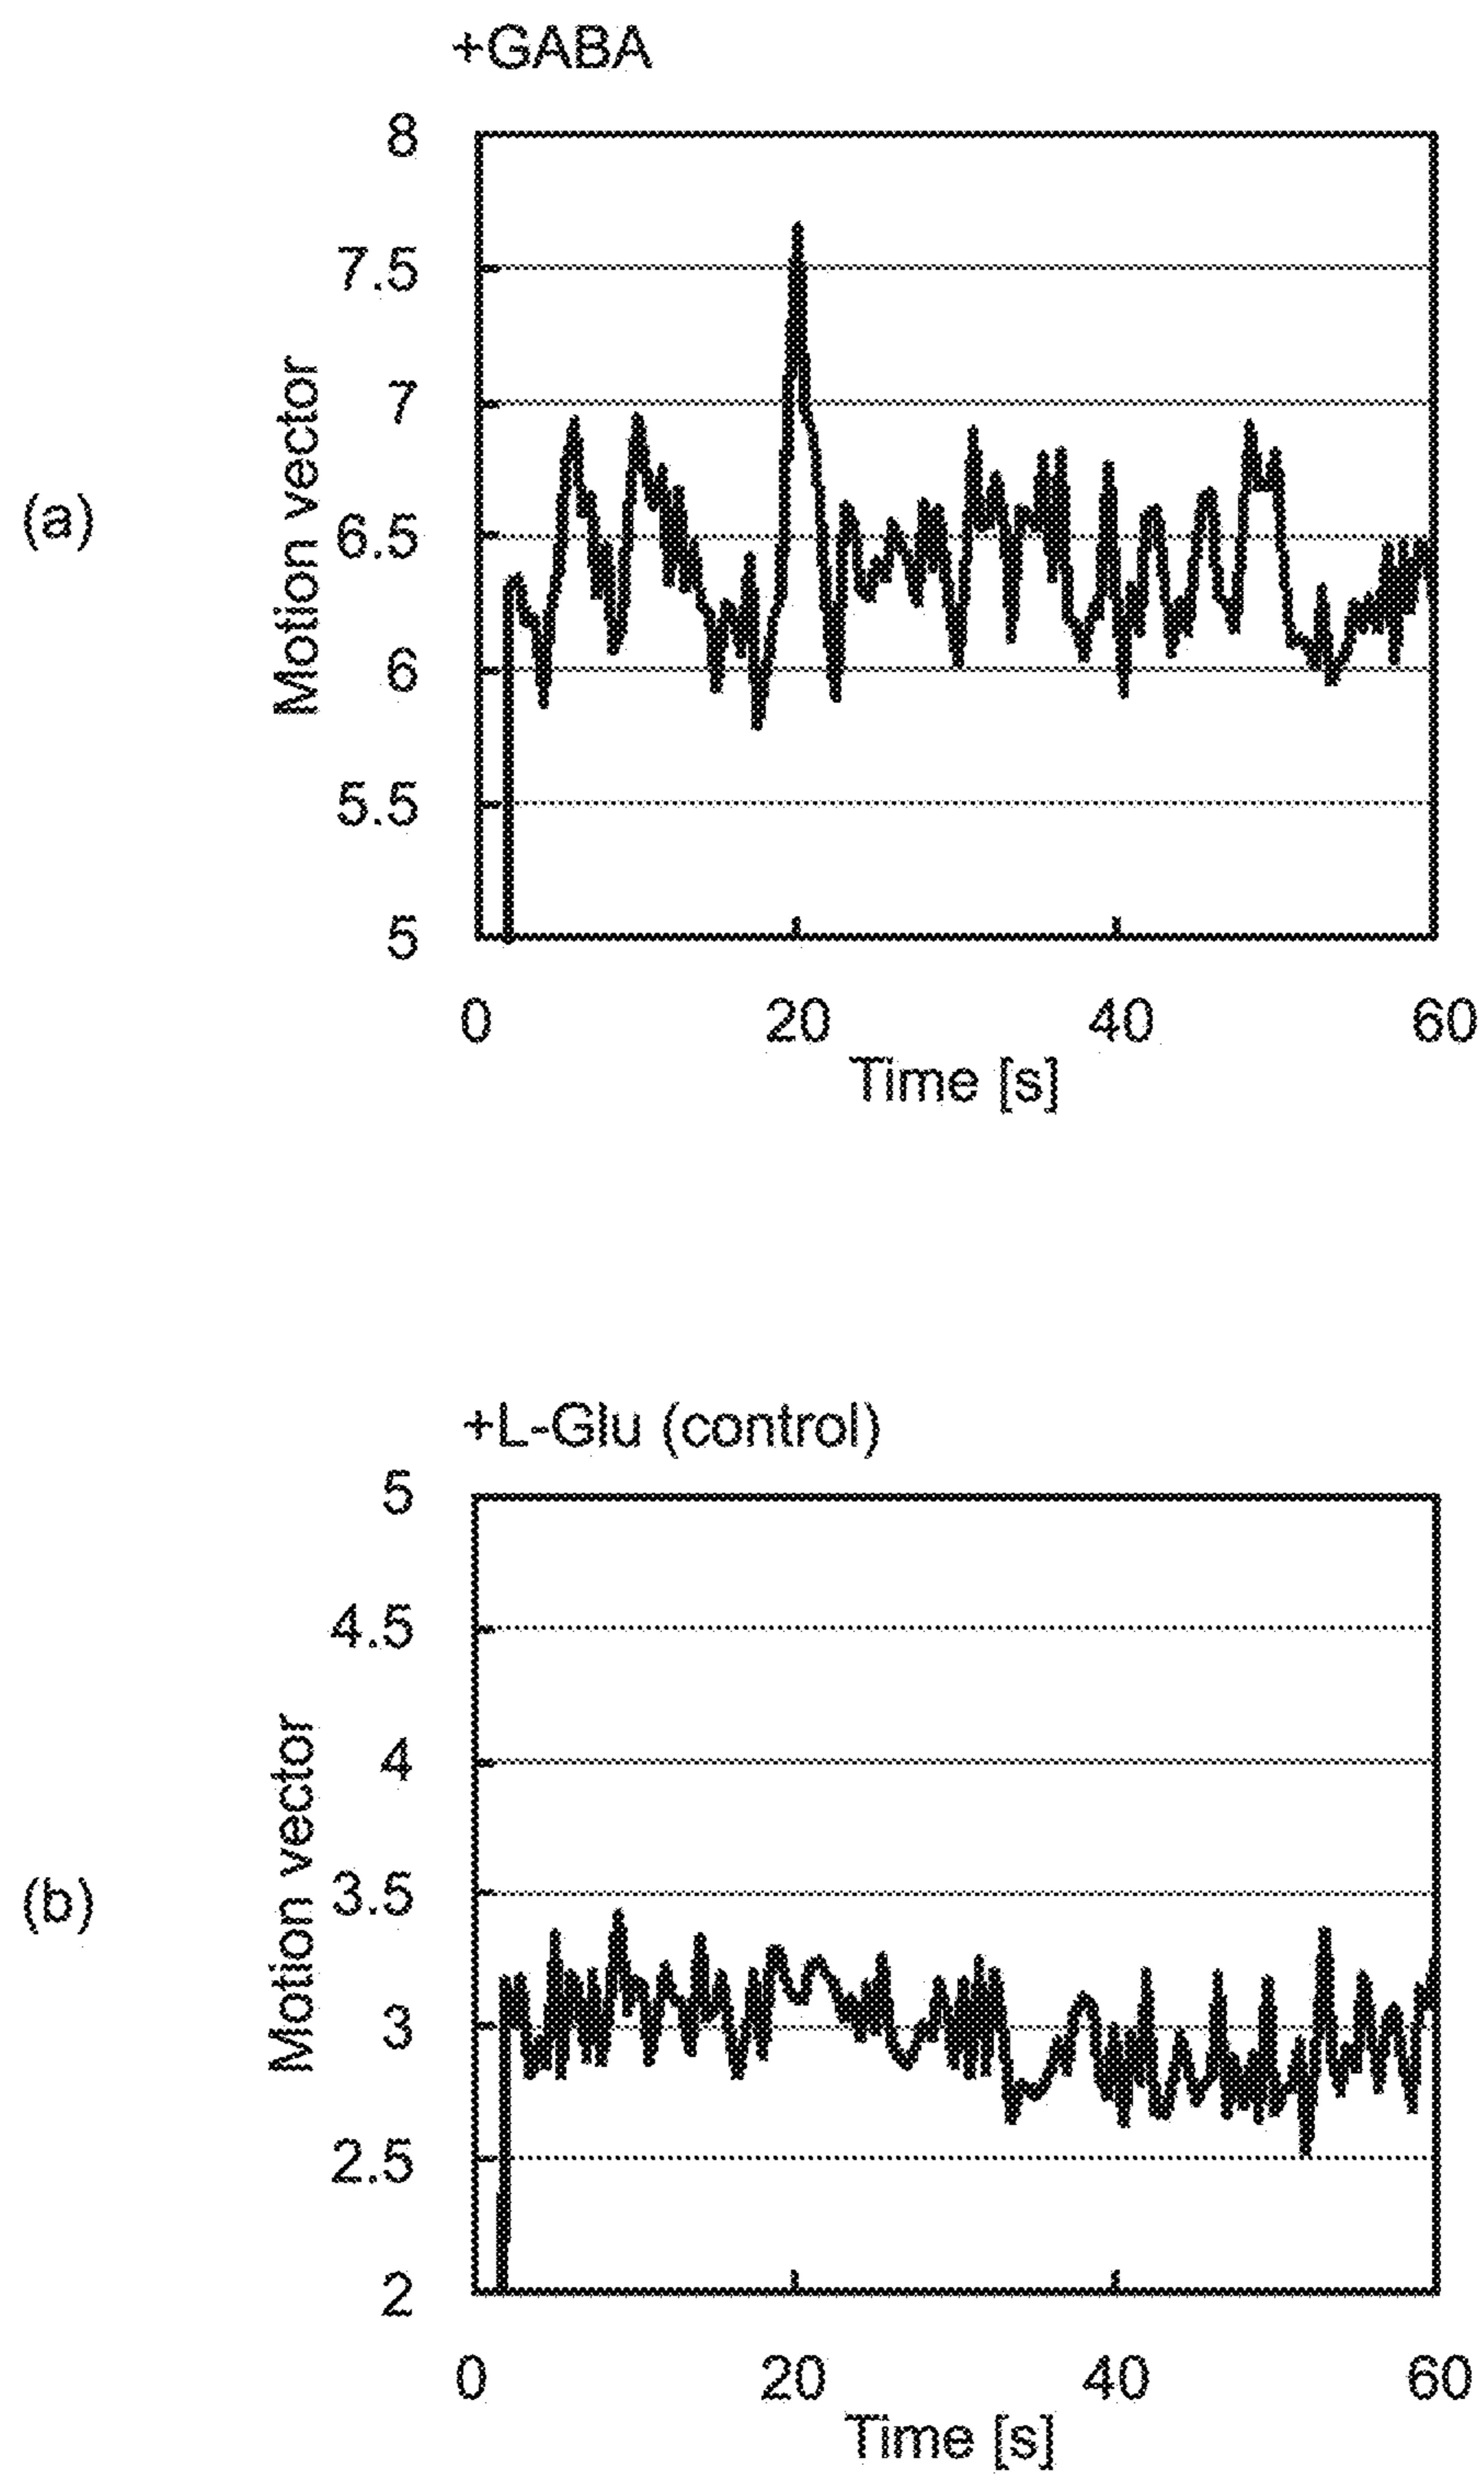 +GABA
8
7.5
7
6.5
6
5.5
5
Motion vector
(a)
0 20 40 60
Time [s]
+L-Glu (control)
5
4.5
4
3.5
3
2.5
2
Motion vector
(b)
0 20 40 60
Time [s]